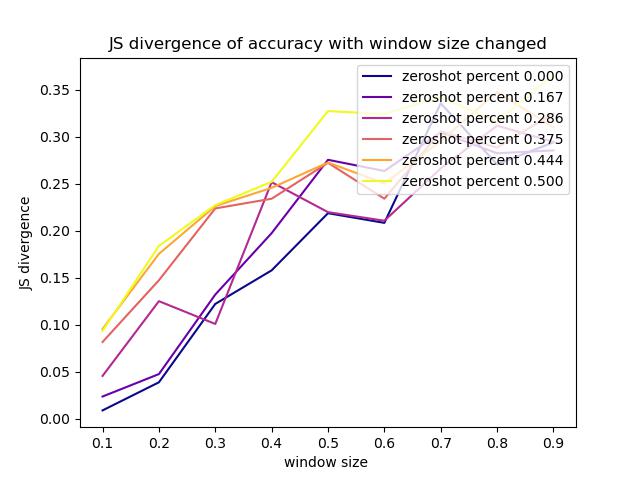 JS divergence of accuracy with window size changed
zeroshot percent 0.000
zeroshot percent 0.167
zeroshot percent 0.286
zeroshot percent 0.375
zeroshot percent 0.444
zeroshot percent 0.500
JS divergence
0.35
0.30
0.25
0.20
0.15
0.10
0.05
0.00
0.1 0.2 0.3 0.4 0.5 0.6 0.7 0.8 0.9
window size